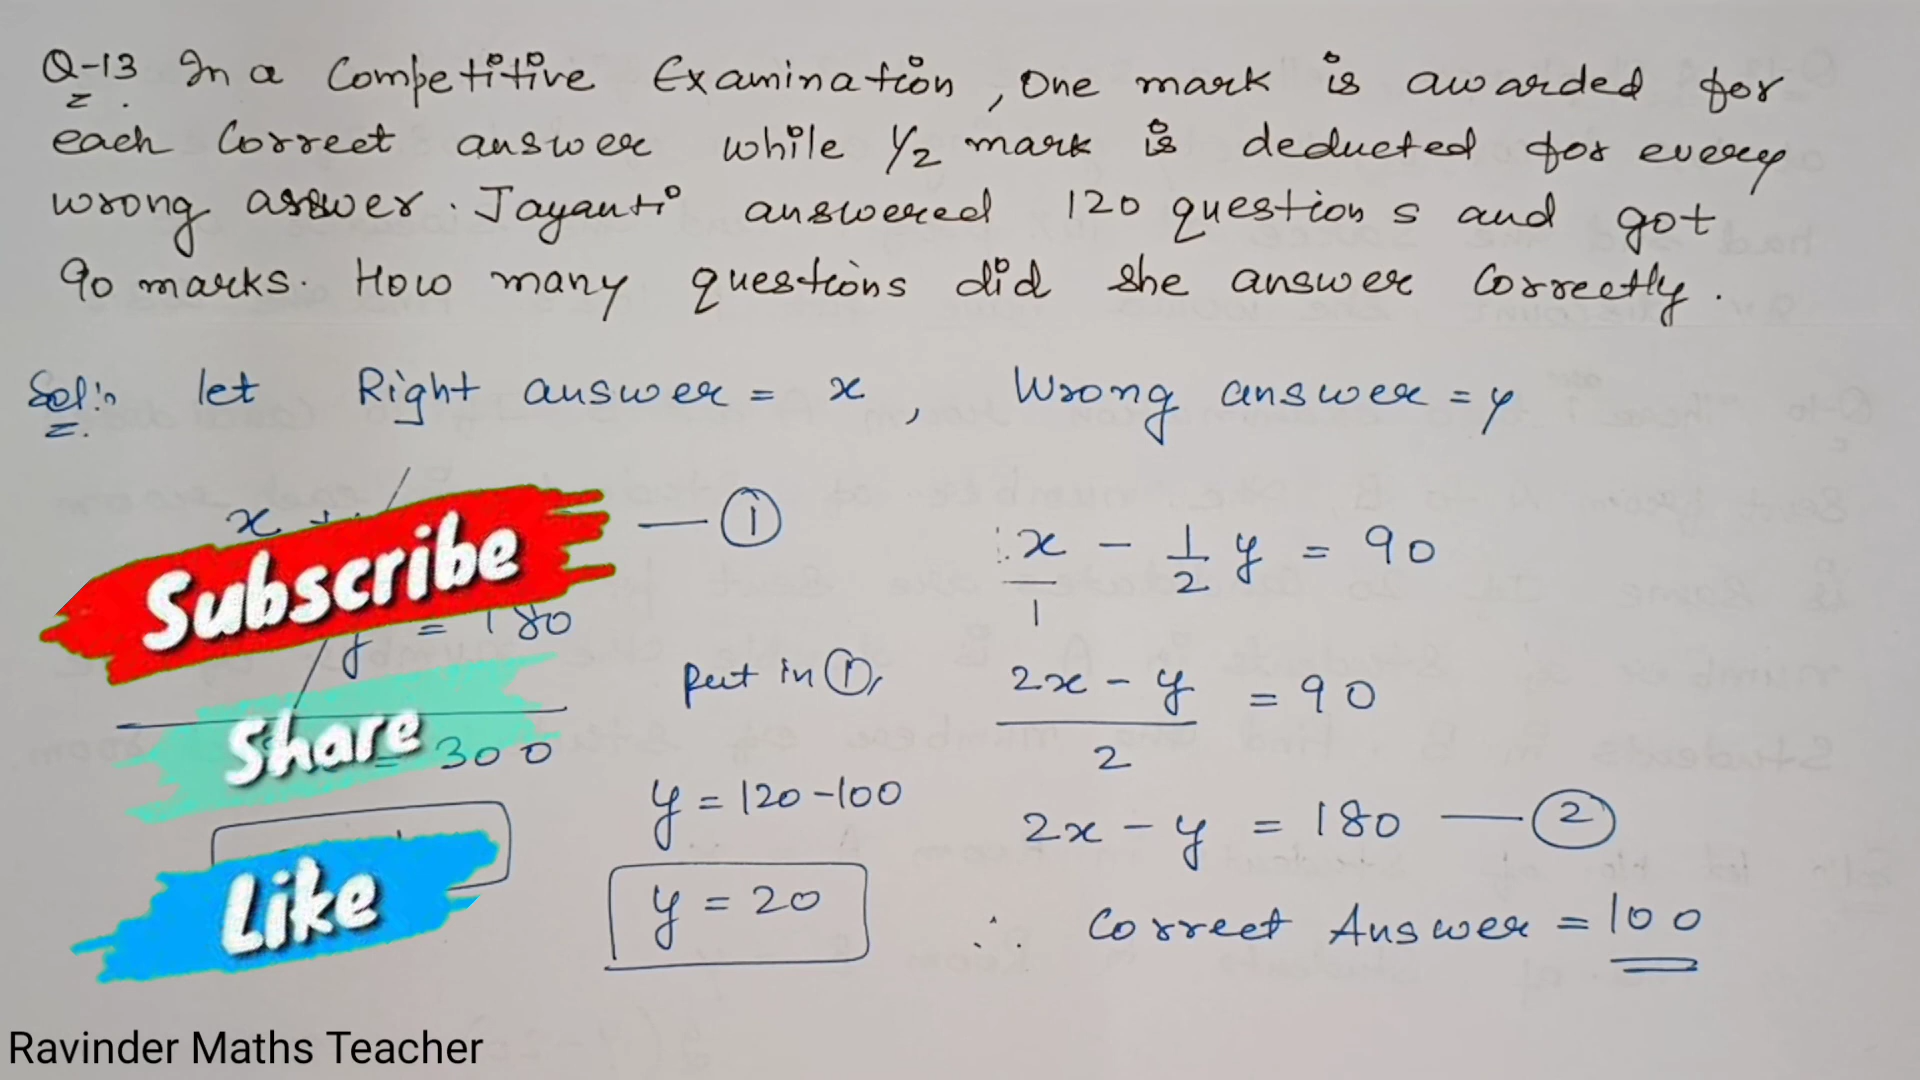 Q-13 In a Competitive Examination, One mark is awarded for
each Correct answer while 1/2 mark is deducted for every
wrong answer. Jayanti answered 120 questions and got
90 marks. How many questions did she answer Correctly.
Sol:n let Right answer = x, Wrong answer = y
x + — ①
= 180
= 300
Subscribe
Share
Like
put in ①,
y = 120 - 100
y = 20
x/1 - 1/2 y = 90
2x - y / 2 = 90
2x - y = 180 — ②
∴ Correct Answer = 100
Ravinder Maths Teacher